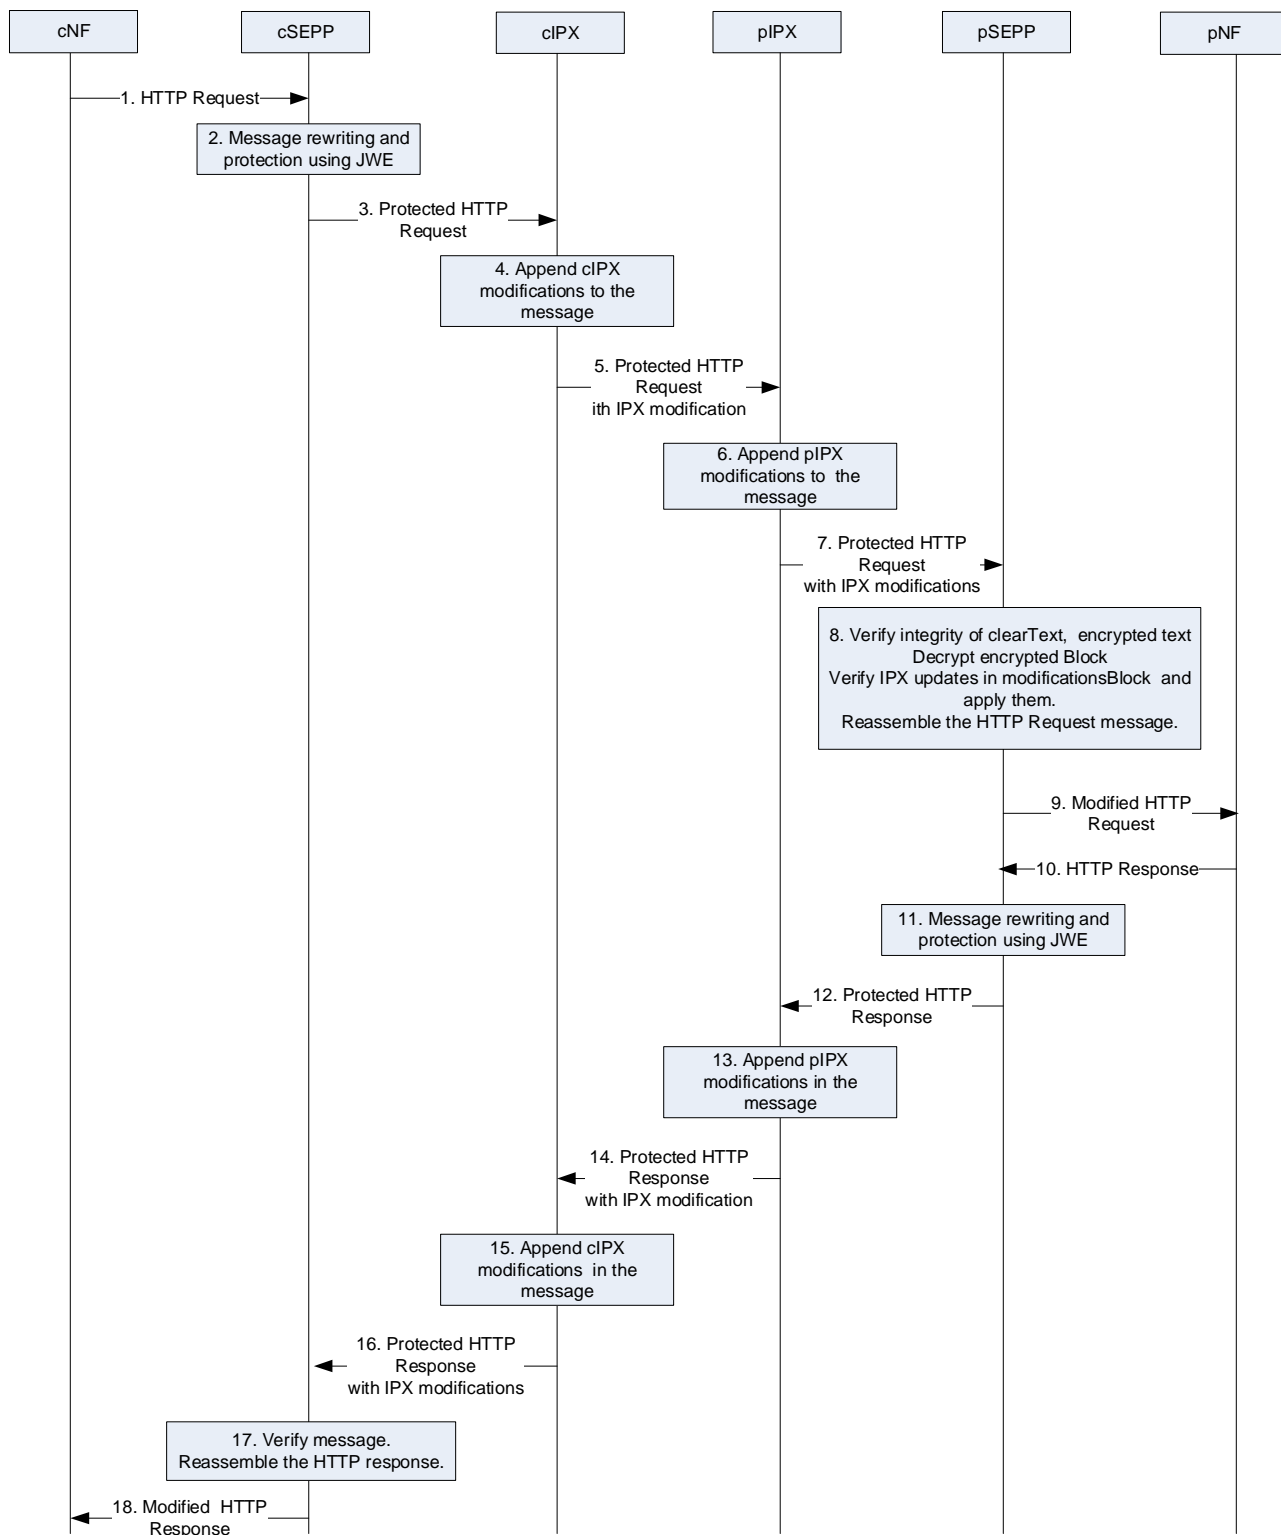 cNF
cSEPP
cIPX
pIPX
pSEPP
pNF
1. HTTP Request
2. Message rewriting and
protection using JWE
3. Protected HTTP
Request
4. Append cIPX
modifications to the
message
5. Protected HTTP
Request
ith IPX modification
6. Append pIPX
modifications to the
message
7. Protected HTTP
Request
with IPX modifications
8. Verify integrity of clearText, encrypted text
Decrypt encrypted Block
Verify IPX updates in modificationsBlock and
apply them.
Reassemble the HTTP Request message.
9. Modified HTTP
Request
10. HTTP Response
11. Message rewriting and
protection using JWE
12. Protected HTTP
Response
13. Append pIPX
modifications in the
message
14. Protected HTTP
Response
with IPX modification
15. Append cIPX
modifications in the
message
16. Protected HTTP
Response
with IPX modifications
17. Verify message.
Reassemble the HTTP response.
18. Modified HTTP
Response